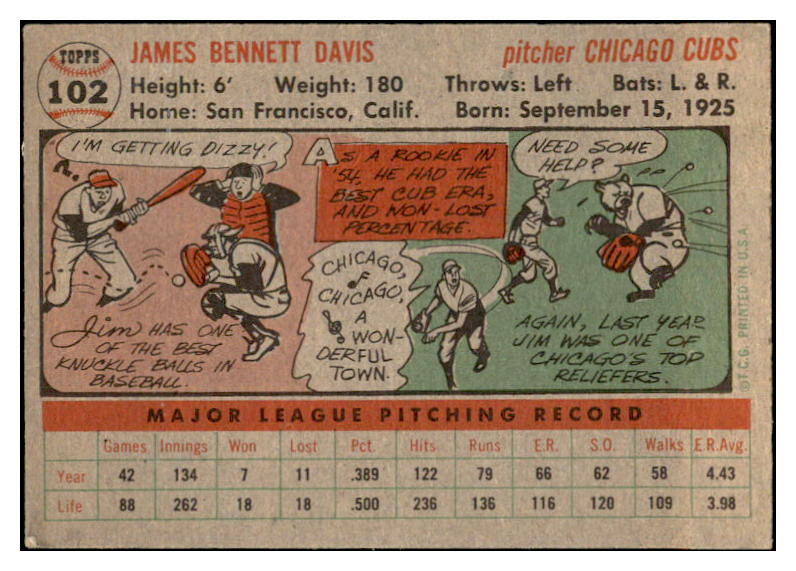 TOPPS
102
JAMES BENNETT DAVIS
pitcher CHICAGO CUBS
Height: 6' Weight: 180 Throws: Left Bats: L. & R.
Home: San Francisco, Calif. Born: September 15, 1925
I'M GETTING DIZZY!
Jim HAS ONE
OF THE BEST
KNUCKLE BALLS IN
BASEBALL.
AS A ROOKIE IN
'54, HE HAD THE
BEST CUB ERA,
AND WON-LOST
PERCENTAGE.
CHICAGO,
CHICAGO,
A
WON-
DERFUL
TOWN.
NEED SOME
HELP?
AGAIN, LAST YEAR
JIM WAS ONE OF
CHICAGO'S TOP
RELIEFERS.
©T.C.G. PRINTED IN U.S.A.
MAJOR LEAGUE PITCHING RECORD
Games Innings Won Lost Pct. Hits Runs E.R. S.O. Walks E.R.Avg.
Year 42 134 7 11 .389 122 79 66 62 58 4.43
Life 88 262 18 18 .500 236 136 116 120 109 3.98